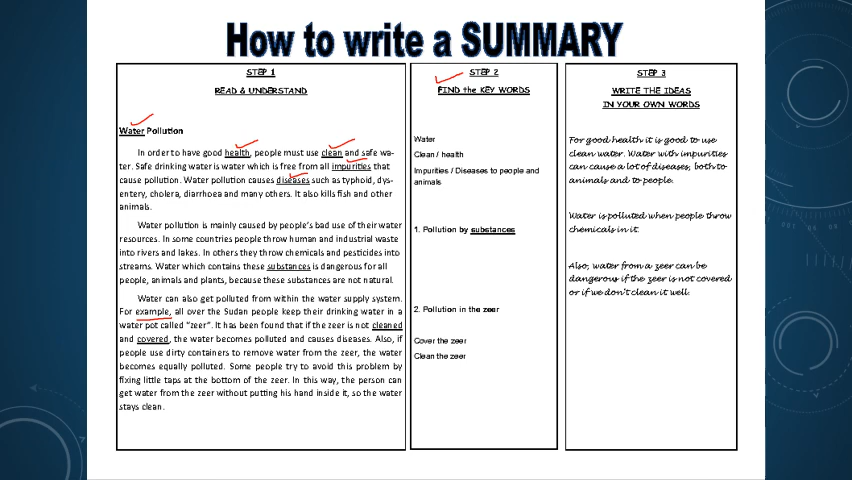 How to write a SUMMARY
STEP 1
READ & UNDERSTAND
Water Pollution
In order to have good health, people must use clean and safe wa-
ter. Safe drinking water is water which is free from all impurities that
cause pollution. Water pollution causes diseases such as typhoid, dys-
entery, cholera, diarrhoea and many others. It also kills fish and other
animals.
Water pollution is mainly caused by people's bad use of their water
resources. In some countries people throw human and industrial waste
into rivers and lakes. In others they throw chemicals and pesticides into
streams. Water which contains these substances is dangerous for all
people, animals and plants, because these substances are not natural.
Water can also get polluted from within the water supply system.
For example, all over the Sudan people keep their drinking water in a
water pot called "zeer". It has been found that if the zeer is not cleaned
and covered, the water becomes polluted and causes diseases. Also, if
people use dirty containers to remove water from the zeer, the water
becomes equally polluted. Some people try to avoid this problem by
fixing little taps at the bottom of the zeer. In this way, the person can
get water from the zeer without putting his hand inside it, so the water
stays clean.
STEP 2
FIND the KEY WORDS
Water
Clean / health
Impurities / Diseases to people and
animals
1. Pollution by substances
2. Pollution in the zeer
Cover the zeer
Clean the zeer
STEP 3
WRITE THE IDEAS
IN YOUR OWN WORDS
For good health it is good to use
clean water. Water with impurities
can cause a lot of diseases, both to
animals and to people.
Water is polluted when people throw
chemicals in it.
Also, water from a zeer can be
dangerous if the zeer is not covered
or if we don't clean it well.